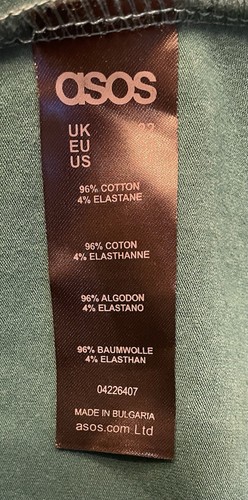 asos
UK
EU
US
96% COTTON
4% ELASTANE
96% COTON
4% ELASTHANNE
96% ALGODON
4% ELASTANO
96% BAUMWOLLE
4% ELASTHAN
04226407
MADE IN BULGARIA
asos.com Ltd